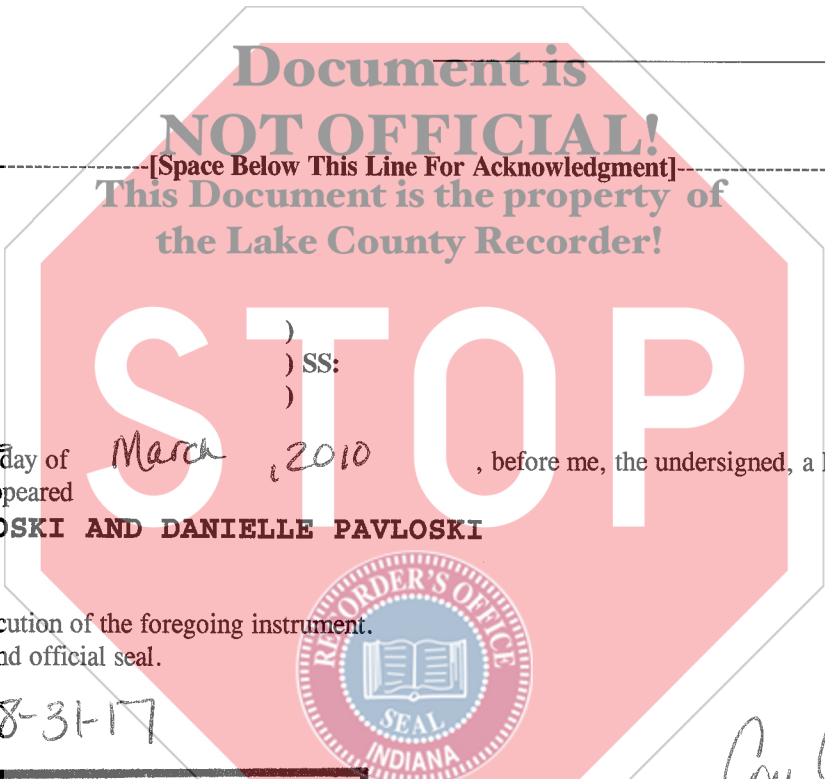 Document is
NOT OFFICIAL!
[Space Below This Line For Acknowledgment]
This Document is the property of
the Lake County Recorder!
STOP
)
) SS:
)
day of March , 2010 , before me, the undersigned, a
peared
OSKI AND DANIELLE PAVLOSKI
cution of the foregoing instrument.
nd official seal.
8-31-17
RECORDER'S OFFICE
SEAL
INDIANA